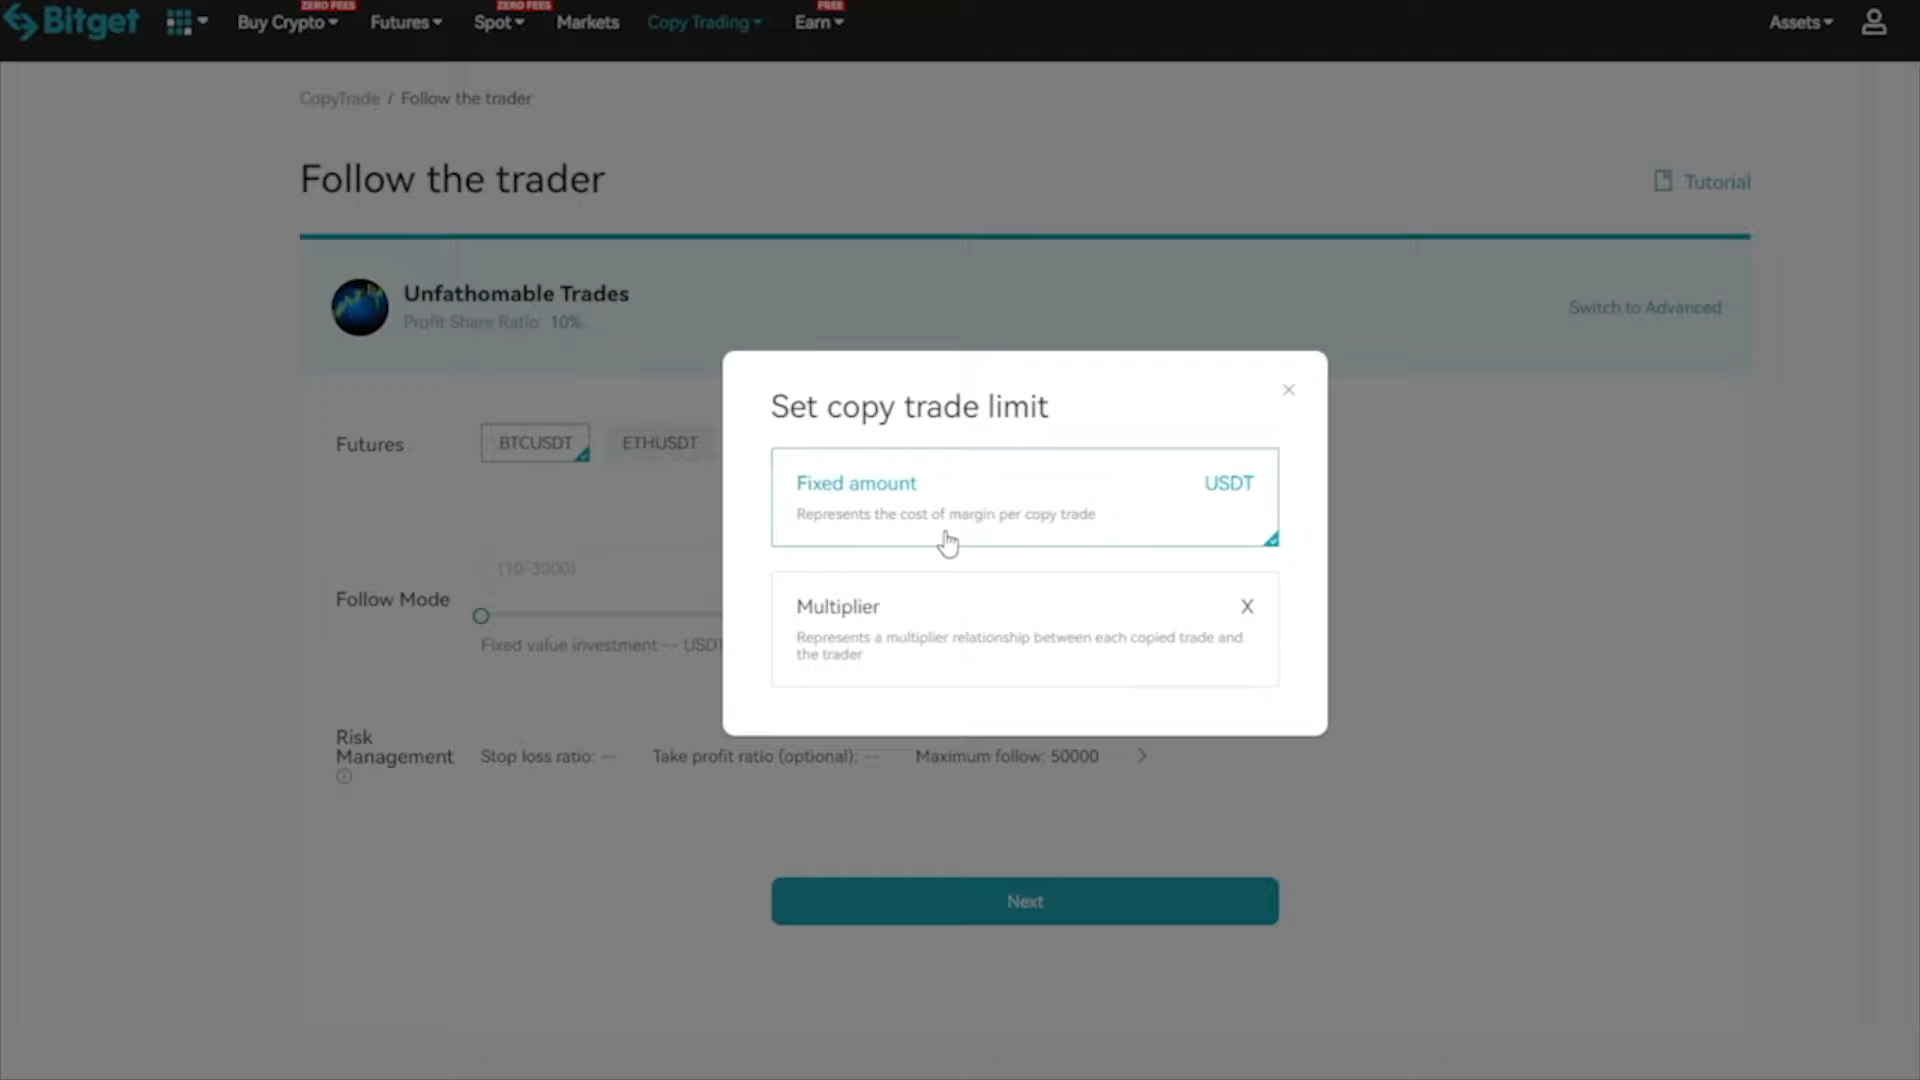 Bitget
ZERO FEES
Buy Crypto
Futures
ZERO FEES
Spot
Markets
Copy Trading
FREE
Earn
Assets
CopyTrade / Follow the trader
Follow the trader
Tutorial
Unfathomable Trades
Profit Share Ratio 10%
Switch to Advanced
Set copy trade limit
Futures
BTCUSDT
ETHUSDT
Fixed amount
USDT
Represents the cost of margin per copy trade
(10-3000)
Follow Mode
Fixed value investment -- USDT
Multiplier
X
Represents a multiplier relationship between each copied trade and
the trader
Risk
Management
Stop loss ratio: --
Take profit ratio (optional): --
Maximum follow: 50000
Next